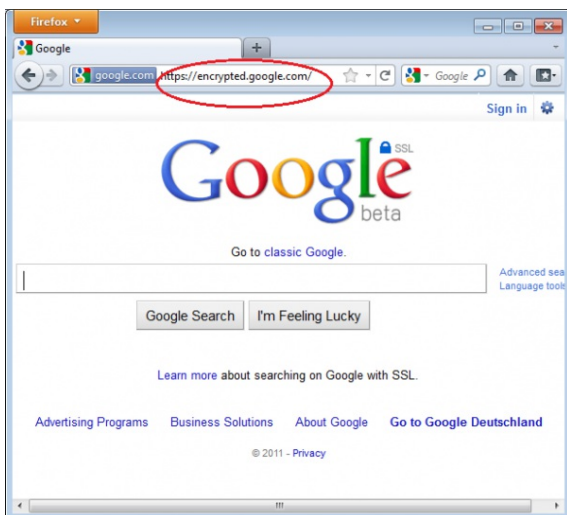 Firefox
Google
google.com https://encrypted.google.com/ Google
Sign in
Google SSL
beta
Go to classic Google.
Advanced sea
Language tools
Google Search I'm Feeling Lucky
Learn more about searching on Google with SSL.
Advertising Programs Business Solutions About Google Go to Google Deutschland
© 2011 - Privacy